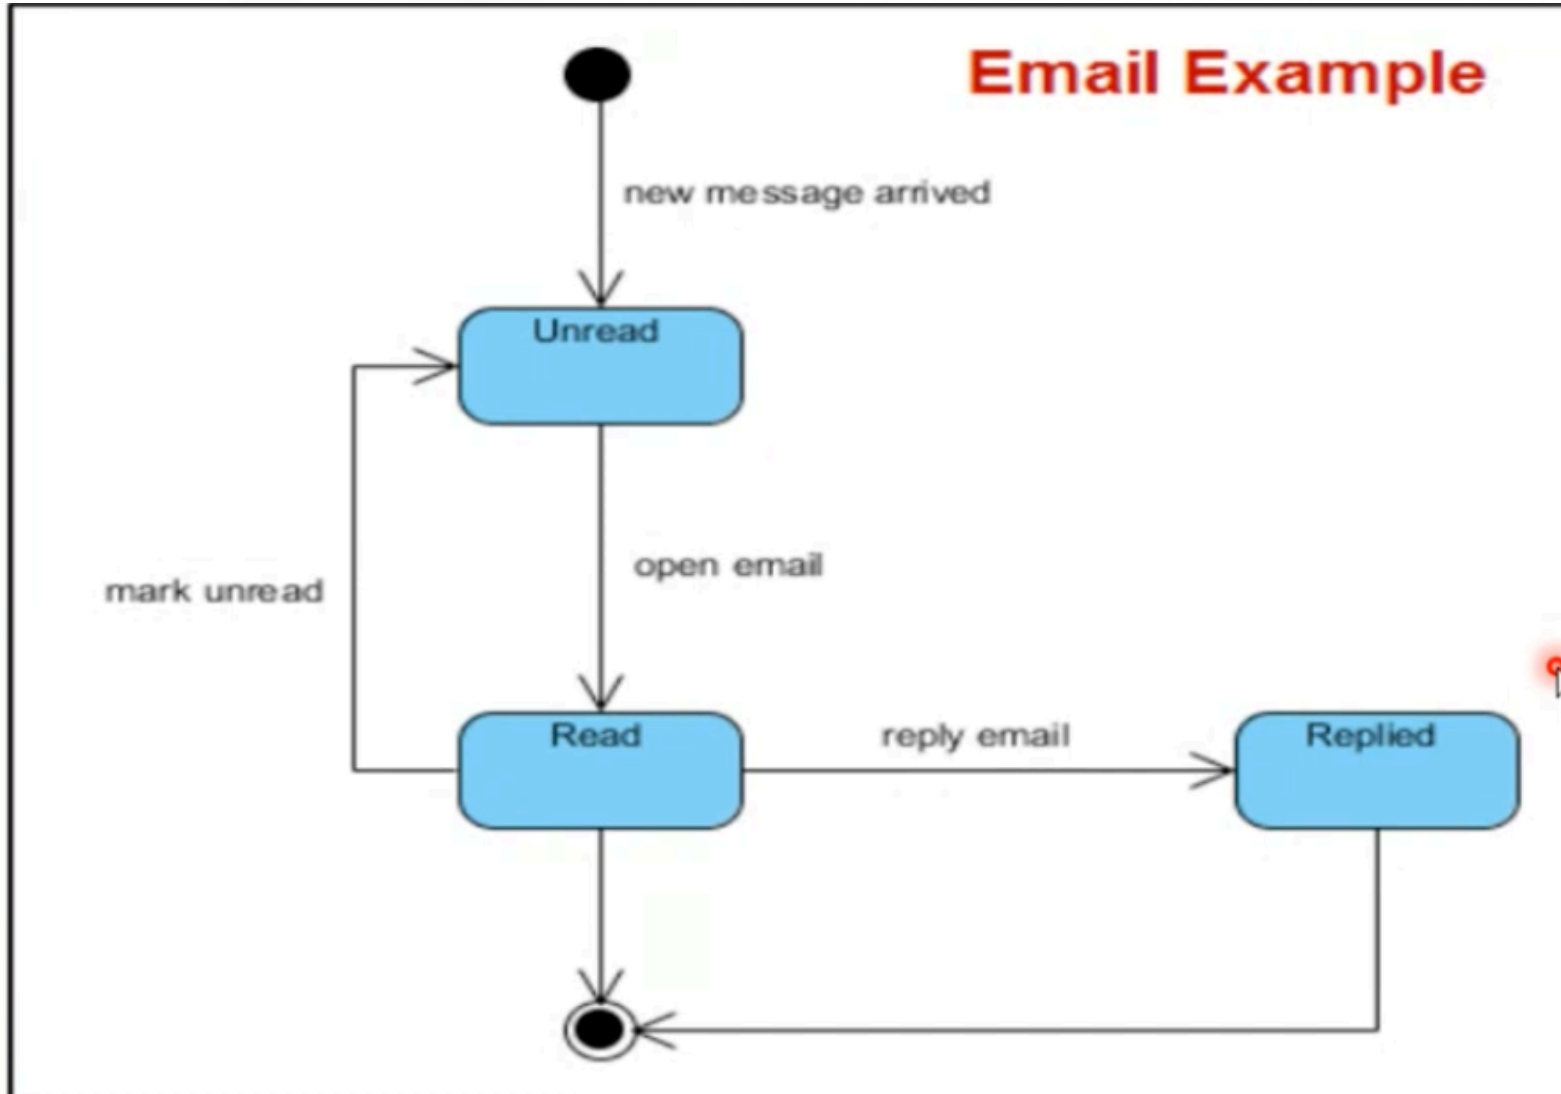 Email Example
new message arrived
Unread
open email
mark unread
Read
reply email
Replied